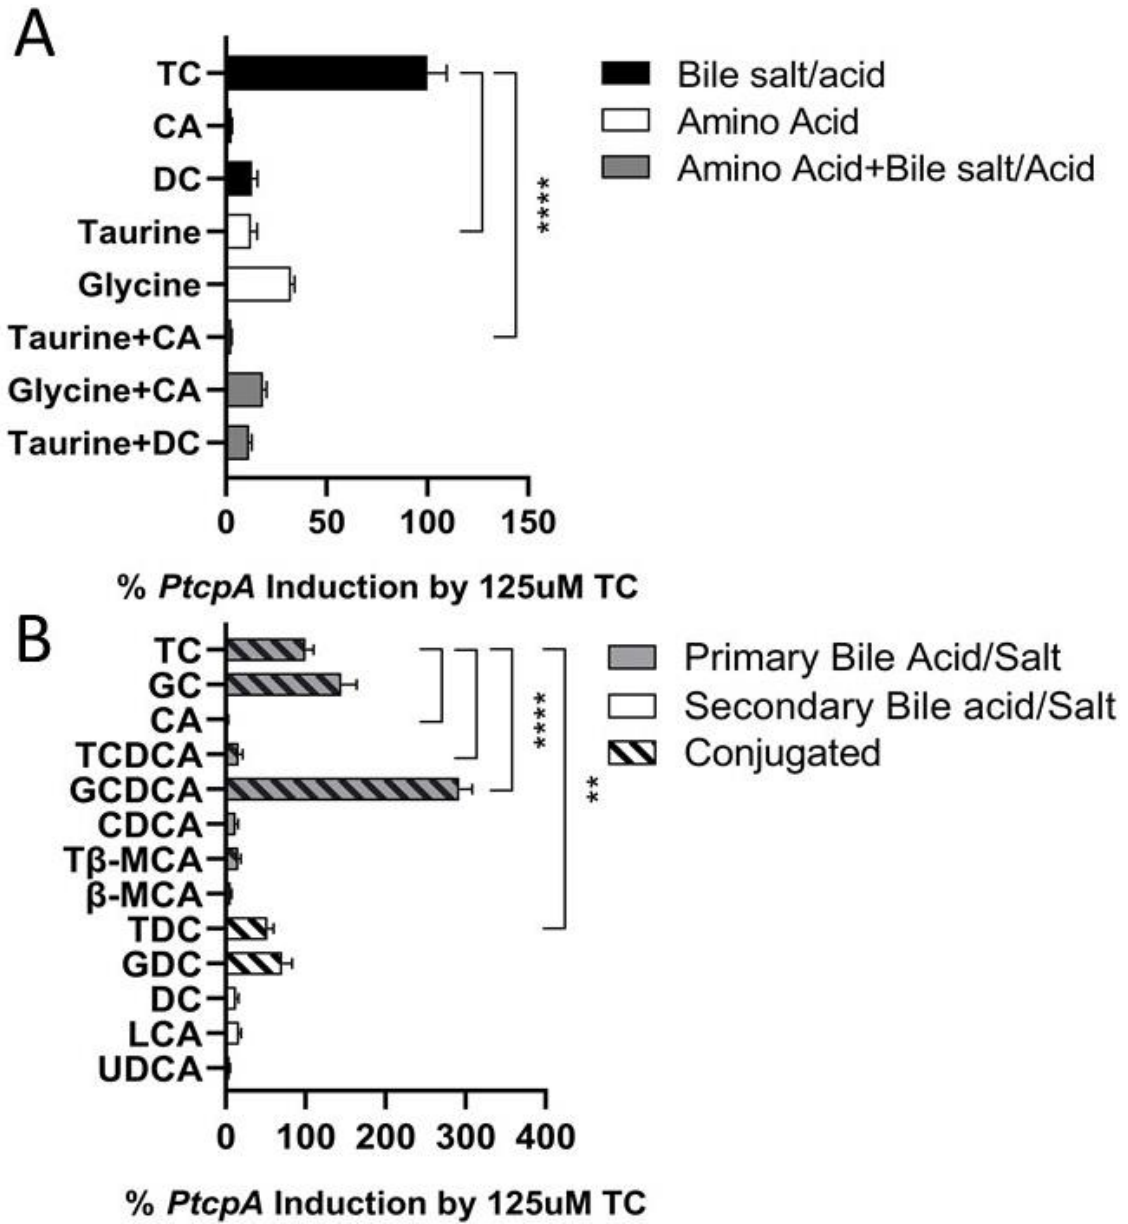 A
TC
CA
DC
Taurine
Glycine
Taurine+CA
Glycine+CA
Taurine+DC
0 50 100 150
% PtcpA Induction by 125uM TC
****
Bile salt/acid
Amino Acid
Amino Acid+Bile salt/Acid
B
TC
GC
CA
TCDCA
GCDCA
CDCA
Tβ-MCA
β-MCA
TDC
GDC
DC
LCA
UDCA
0 100 200 300 400
% PtcpA Induction by 125uM TC
****
**
Primary Bile Acid/Salt
Secondary Bile acid/Salt
Conjugated